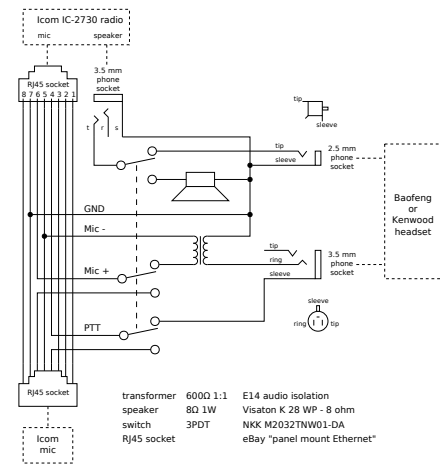 Icom IC-2730 radio
mic speaker
RJ45 socket
8 7 6 5 4 3 2 1
3.5 mm
phone
socket
t r s
tip
sleeve
tip
sleeve
2.5 mm
phone
socket
Baofeng
or
Kenwood
headset
GND
Mic -
Mic +
PTT
tip
ring
sleeve
3.5 mm
phone
socket
sleeve
ring tip
RJ45 socket
Icom
mic
transformer 600Ω 1:1 E14 audio isolation
speaker 8Ω 1W Visaton K 28 WP - 8 ohm
switch 3PDT NKK M2032TNW01-DA
RJ45 socket eBay "panel mount Ethernet"